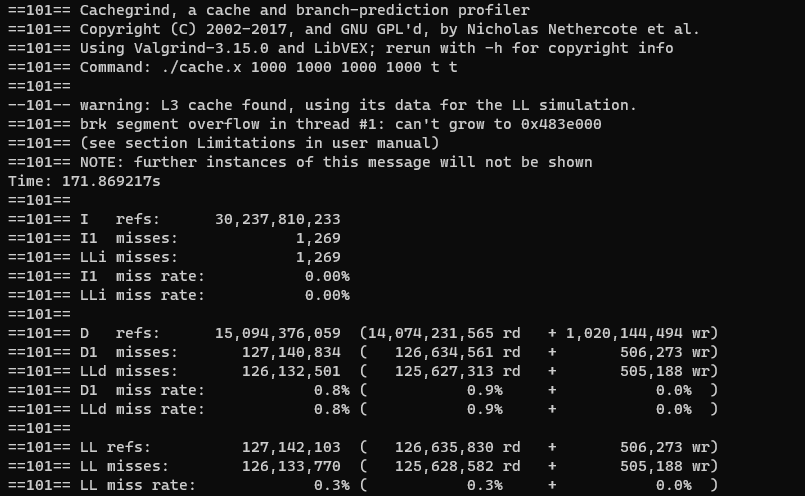 ==101== Cachegrind, a cache and branch-prediction profiler
==101== Copyright (C) 2002-2017, and GNU GPL'd, by Nicholas Nethercote et al.
==101== Using Valgrind-3.15.0 and LibVEX; rerun with -h for copyright info
==101== Command: ./cache.x 1000 1000 1000 1000 t t
==101==
--101-- warning: L3 cache found, using its data for the LL simulation.
==101== brk segment overflow in thread #1: can't grow to 0x483e000
==101== (see section Limitations in user manual)
==101== NOTE: further instances of this message will not be shown
Time: 171.869217s
==101==
==101== I   refs:      30,237,810,233
==101== I1  misses:             1,269
==101== LLi misses:             1,269
==101== I1  miss rate:           0.00%
==101== LLi miss rate:           0.00%
==101==
==101== D   refs:      15,094,376,059  (14,074,231,565 rd   + 1,020,144,494 wr)
==101== D1  misses:       127,140,834  (   126,634,561 rd   +       506,273 wr)
==101== LLd misses:       126,132,501  (   125,627,313 rd   +       505,188 wr)
==101== D1  miss rate:            0.8% (           0.9%     +           0.0%  )
==101== LLd miss rate:            0.8% (           0.9%     +           0.0%  )
==101==
==101== LL refs:          127,142,103  (   126,635,830 rd   +       506,273 wr)
==101== LL misses:        126,133,770  (   125,628,582 rd   +       505,188 wr)
==101== LL miss rate:             0.3% (           0.3%     +           0.0%  )